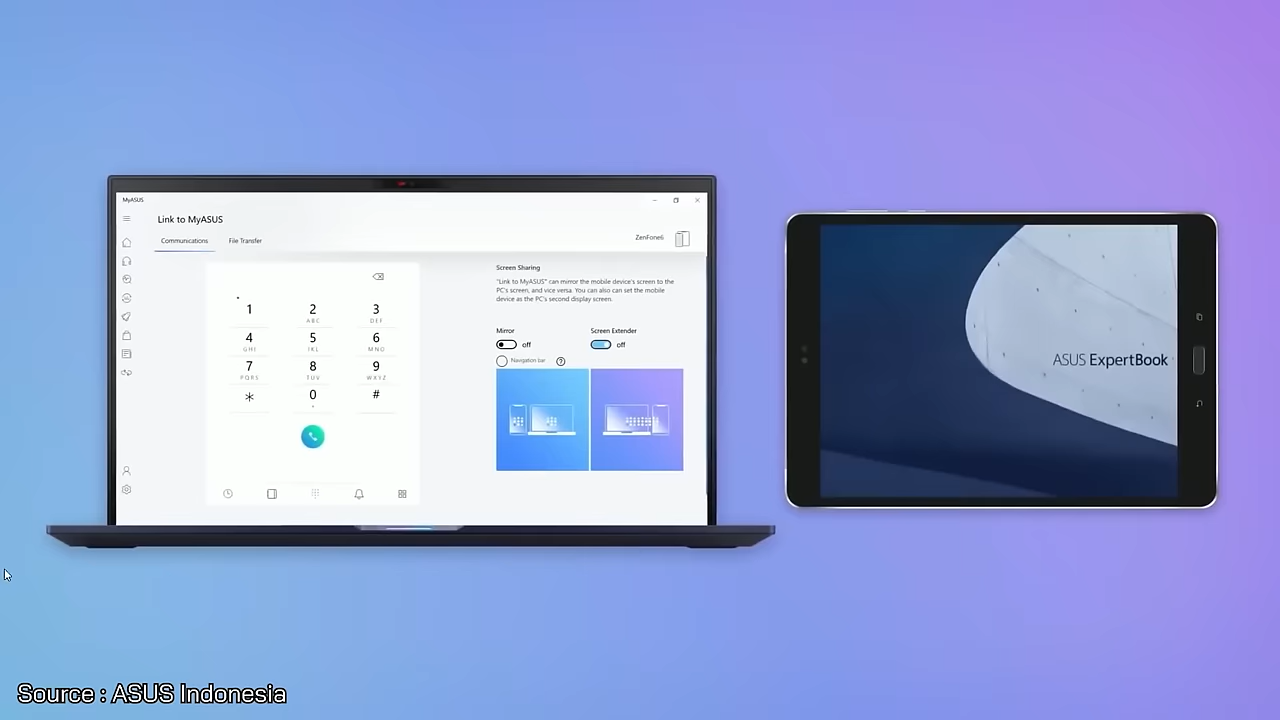 MyASUS
Link to MyASUS
Communications
File Transfer
ZenFone6
1
2
ABC
3
DEF
4
GHI
5
JKL
6
MNO
7
PQRS
8
TUV
9
WXYZ
*
0
#
Screen Sharing
"Link to MyASUS" can mirror the mobile device's screen to the
PC's screen, and vice versa. You can also can set the mobile
device as the PC's second display screen.
Mirror
Screen Extender
off
off
Navigation bar
?
ASUS ExpertBook
Source : ASUS Indonesia